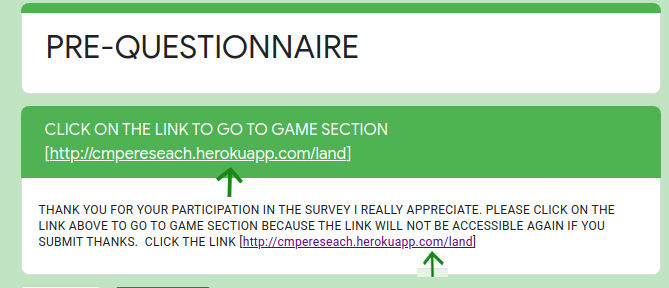 PRE-QUESTIONNAIRE
CLICK ON THE LINK TO GO TO GAME SECTION
[http://cmpereseach.herokuapp.com/land]
THANK YOU FOR YOUR PARTICIPATION IN THE SURVEY I REALLY APPRECIATE. PLEASE CLICK ON THE
LINK ABOVE TO GO TO GAME SECTION BECAUSE THE LINK WILL NOT BE ACCESSIBLE AGAIN IF YOU
SUBMIT THANKS.  CLICK THE LINK [http://cmpereseach.herokuapp.com/land]